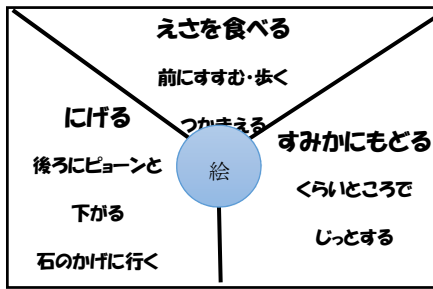 えさを食べる
前にすすむ・歩く
つかまえる
にげる
後ろにピョーンと
下がる
石のかげに行く
絵
すみかにもどる
くらいところで
じっとする